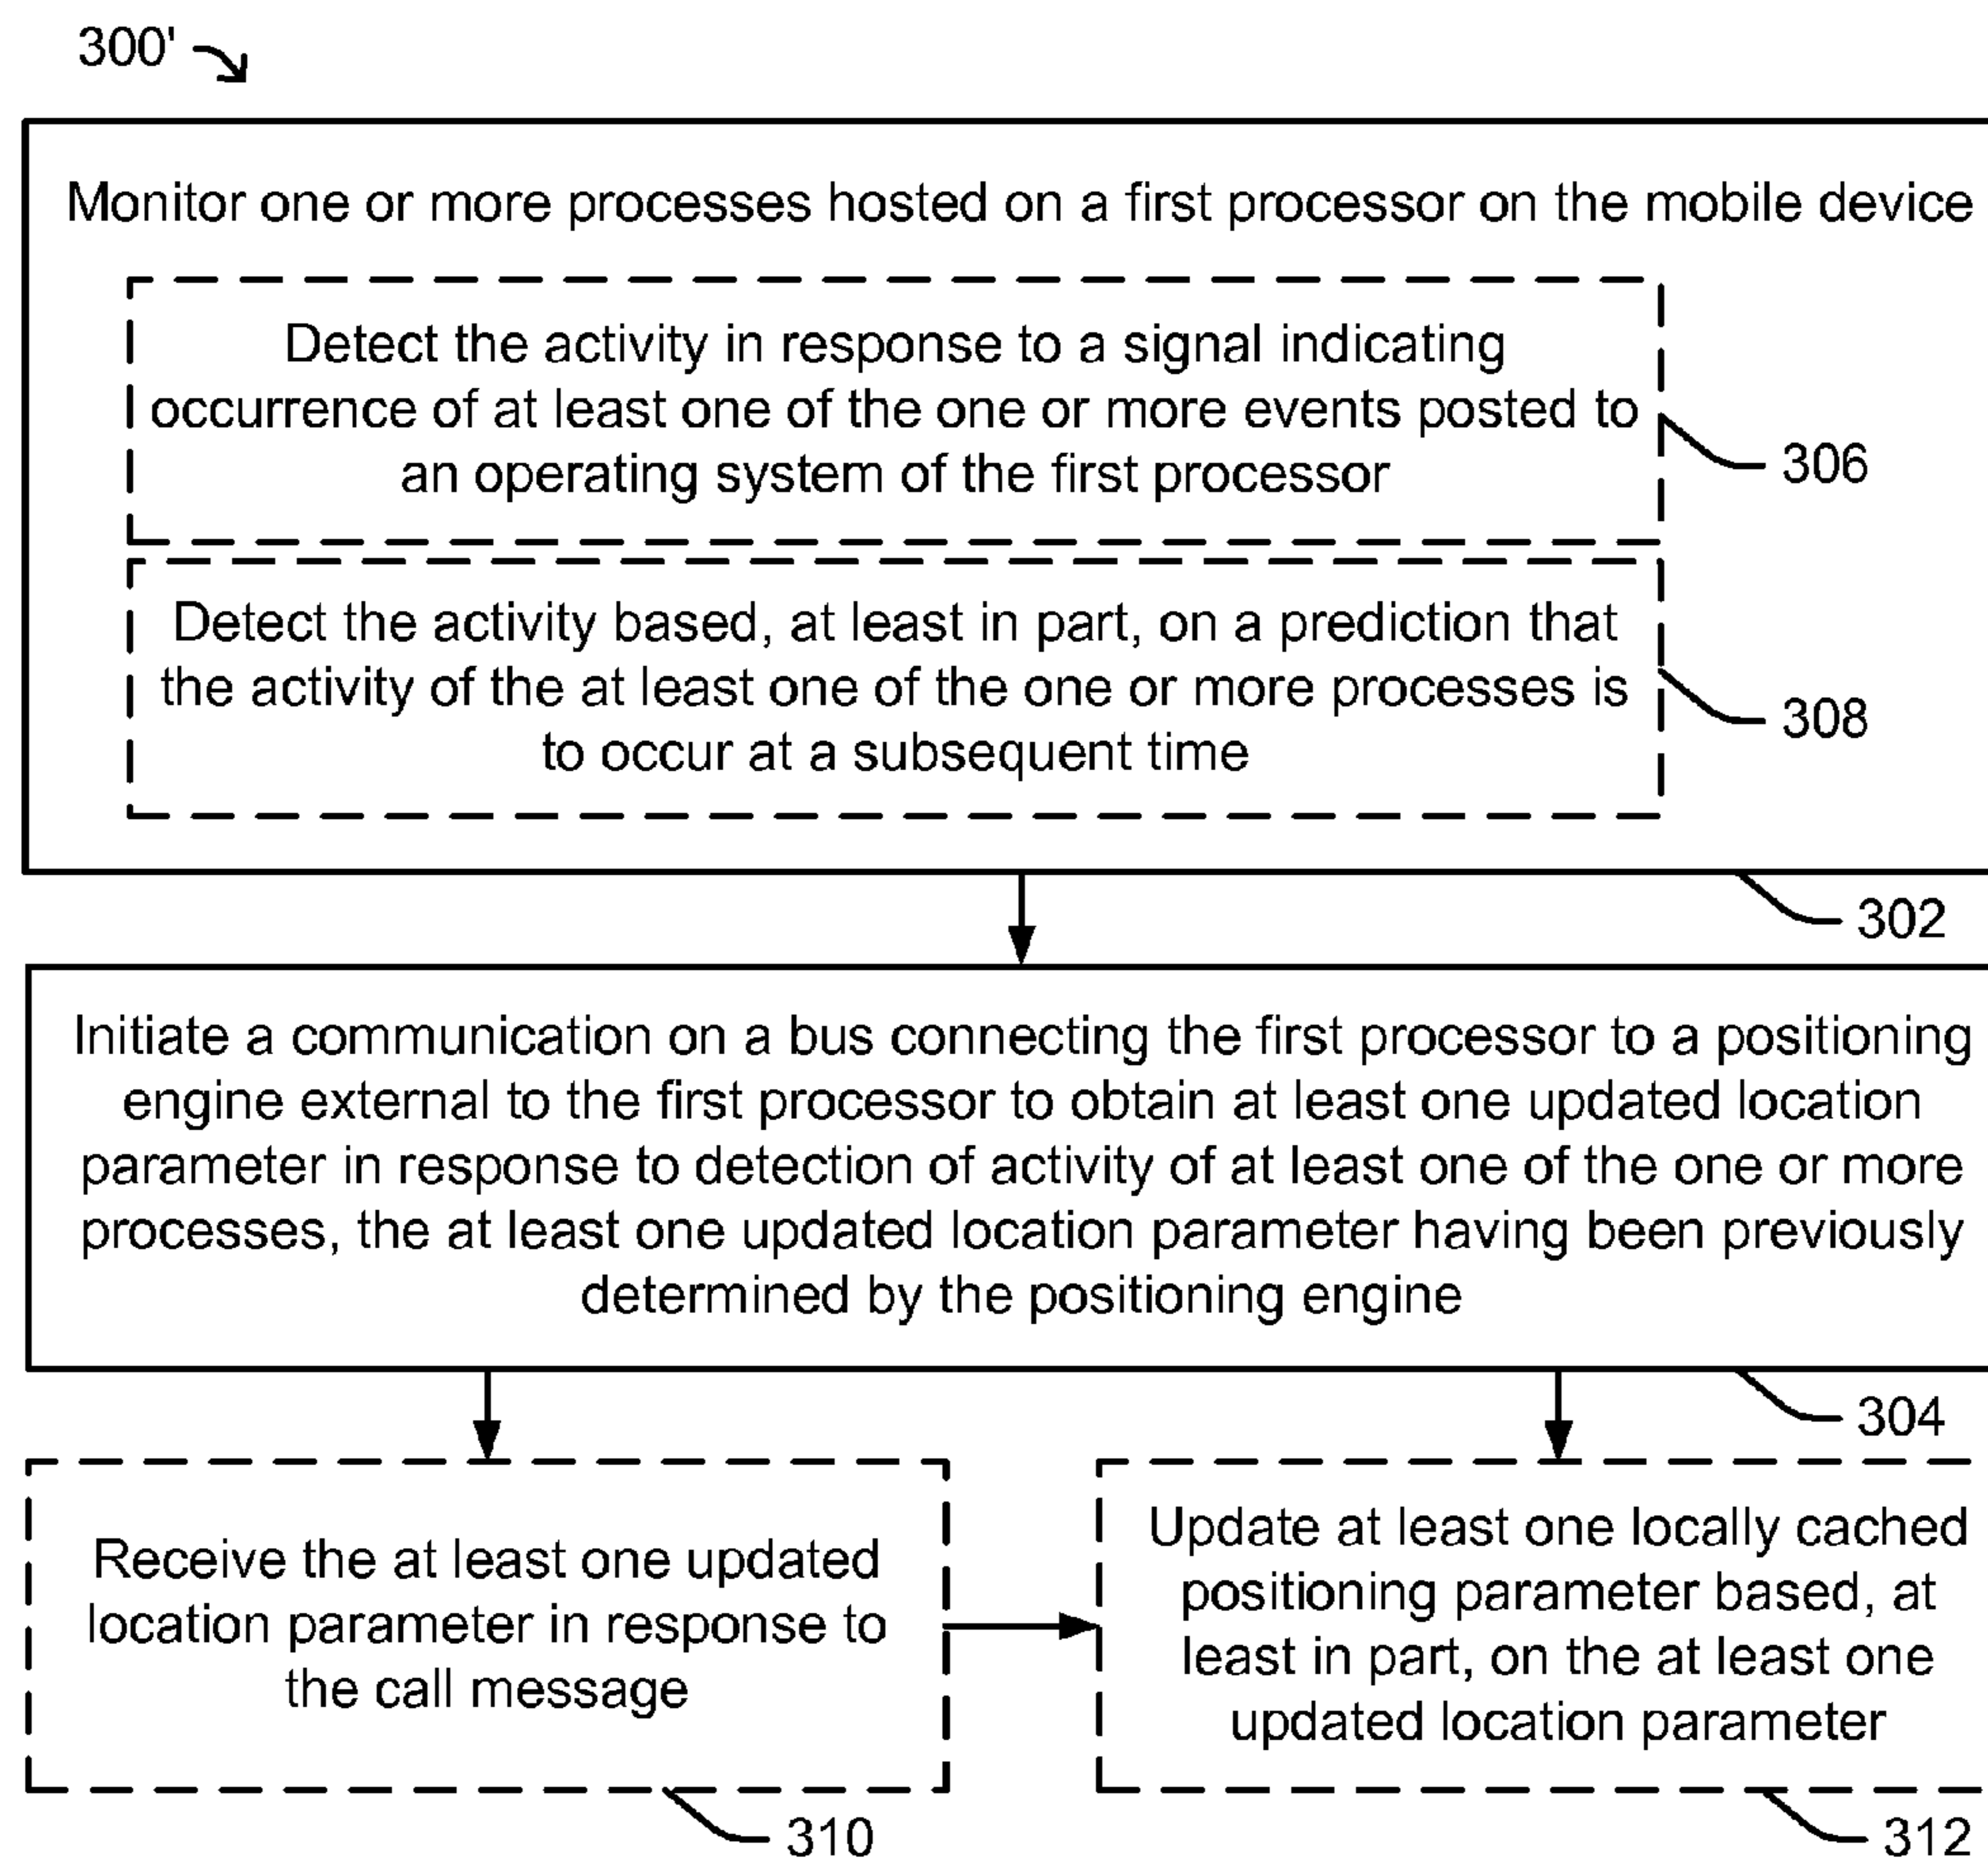 300'
Monitor one or more processes hosted on a first processor on the mobile device
Detect the activity in response to a signal indicating
occurrence of at least one of the one or more events posted to
an operating system of the first processor
306
Detect the activity based, at least in part, on a prediction that
the activity of the at least one of the one or more processes is
to occur at a subsequent time
308
302
Initiate a communication on a bus connecting the first processor to a positioning
engine external to the first processor to obtain at least one updated location
parameter in response to detection of activity of at least one of the one or more
processes, the at least one updated location parameter having been previously
determined by the positioning engine
304
Receive the at least one updated
location parameter in response to
the call message
310
Update at least one locally cached
positioning parameter based, at
least in part, on the at least one
updated location parameter
312